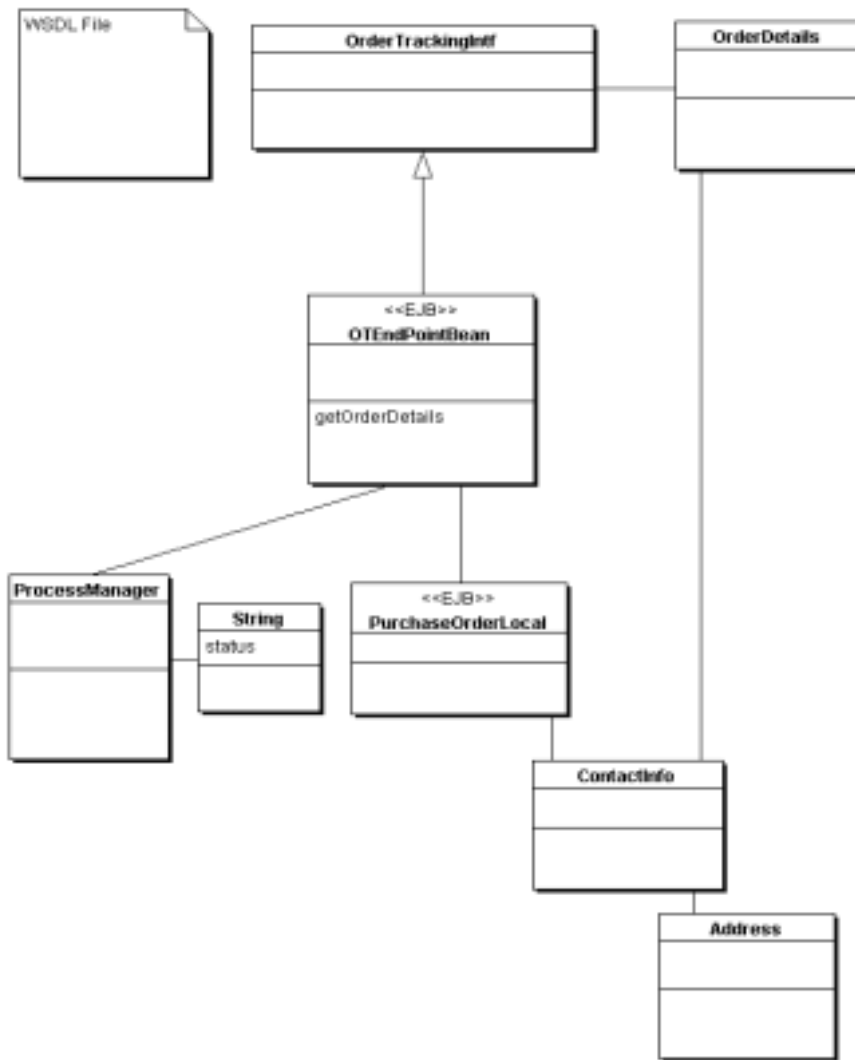 WSDL File
OrderTrackingIntf
OrderDetails
<<EJB>>
OTEndPointBean
getOrderDetails
ProcessManager
String
status
<<EJB>>
PurchaseOrderLocal
ContactInfo
Address